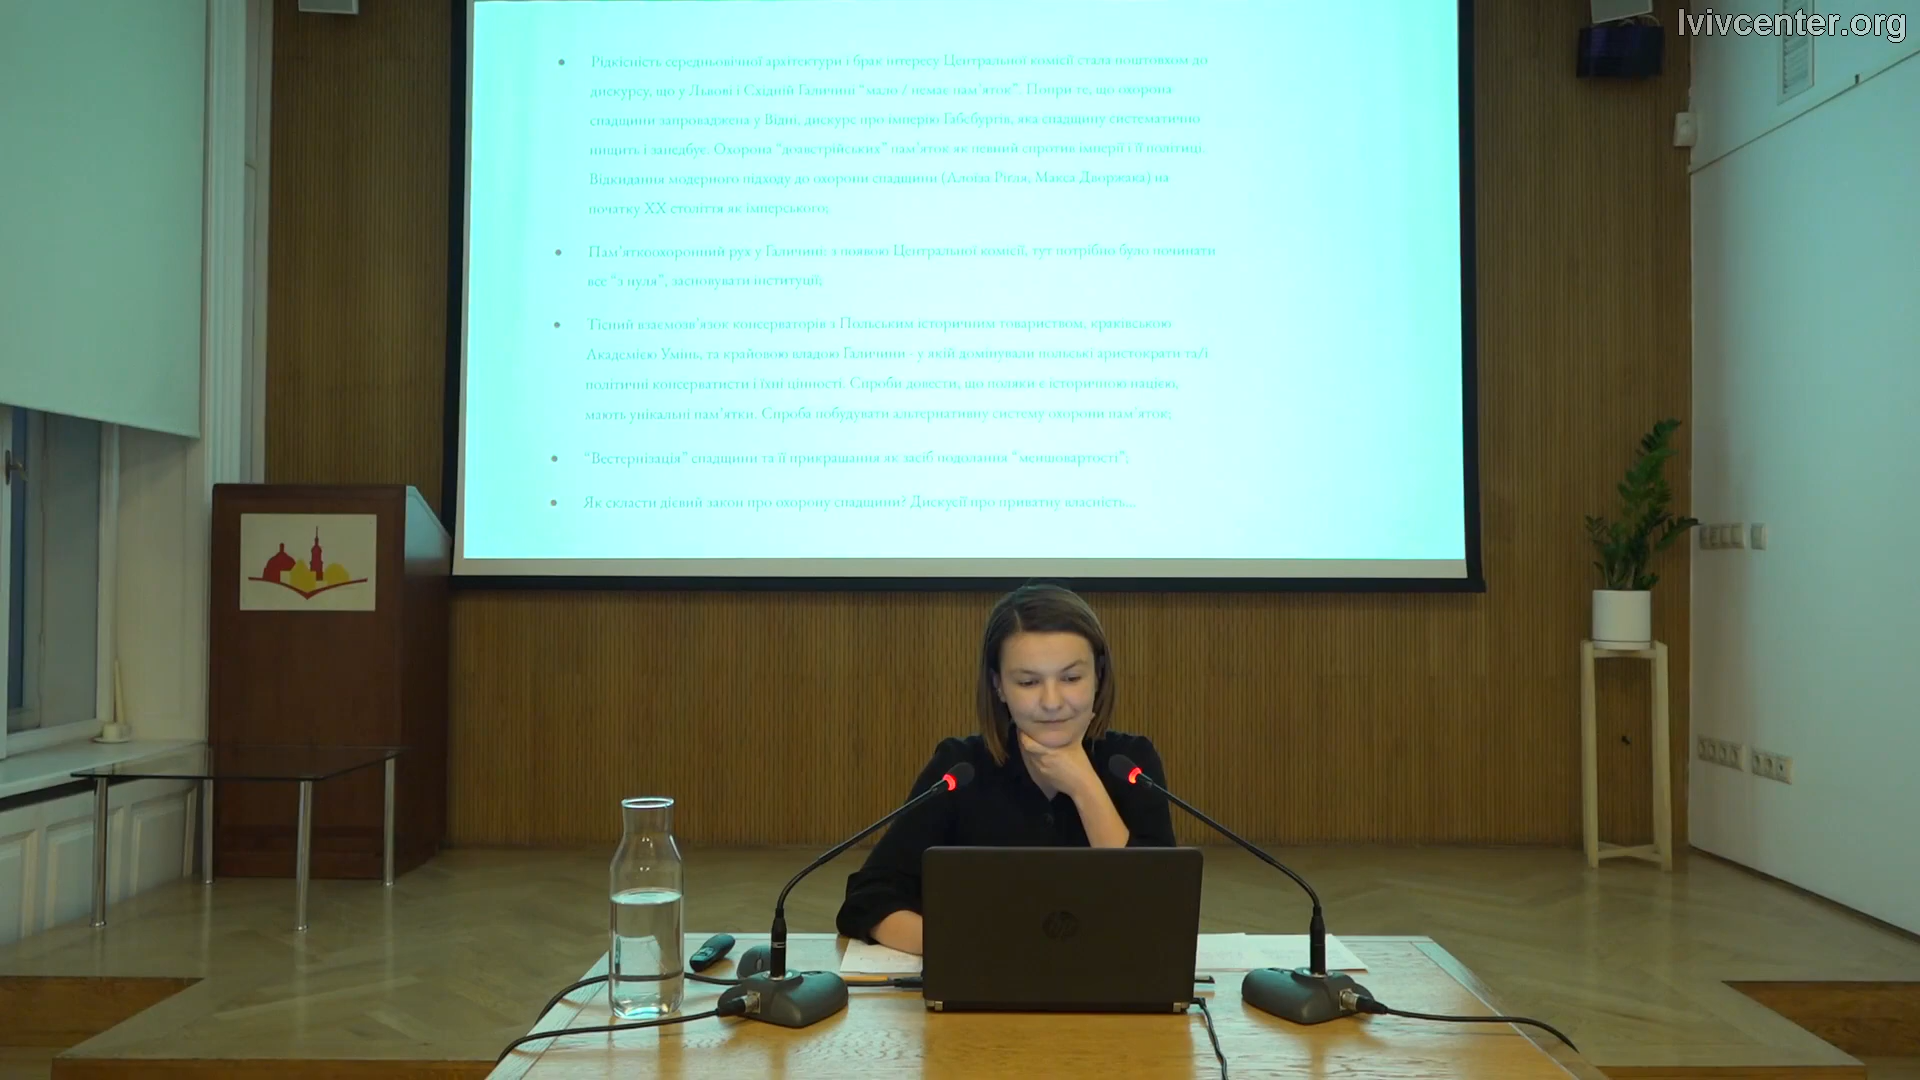 lvivcenter.org
• Рідкісність середньовічної архітектури і брак інтересу Центральної комісії стала поштовхом до
дискурсу, що у Львові і Східній Галичині “мало / немає пам’яток”. Попри те, що охорона
спадщини запроваджена у Відні, дискурс про імперію Габсбургів, яка спадщину систематично
нищить і занедбує. Охорона “доавстрійських” пам’яток як певний спротив імперії і її політиці.
Відкидання модерного підходу до охорони спадщини (Алоїза Ріґля, Макса Дворжака) на
початку ХХ століття як імперського;
• Пам’яткоохоронний рух у Галичині: з появою Центральної комісії, тут потрібно було починати
все “з нуля”, засновувати інституції;
• Тісний взаємозв’язок консерваторів з Польським історичним товариством, краківською
Академією Умінь, та крайовою владою Галичини - у якій домінували польські аристократи та/і
політичні консерватисти і їхні цінності. Спроби довести, що поляки є історичною нацією,
мають унікальні пам’ятки. Спроба побудувати альтернативну систему охорони пам’яток;
• “Вестернізація” спадщини та її прикрашання як засіб подолання “меншовартості”;
• Як скласти дієвий закон про охорону спадщини? Дискусії про приватну власність...
hp